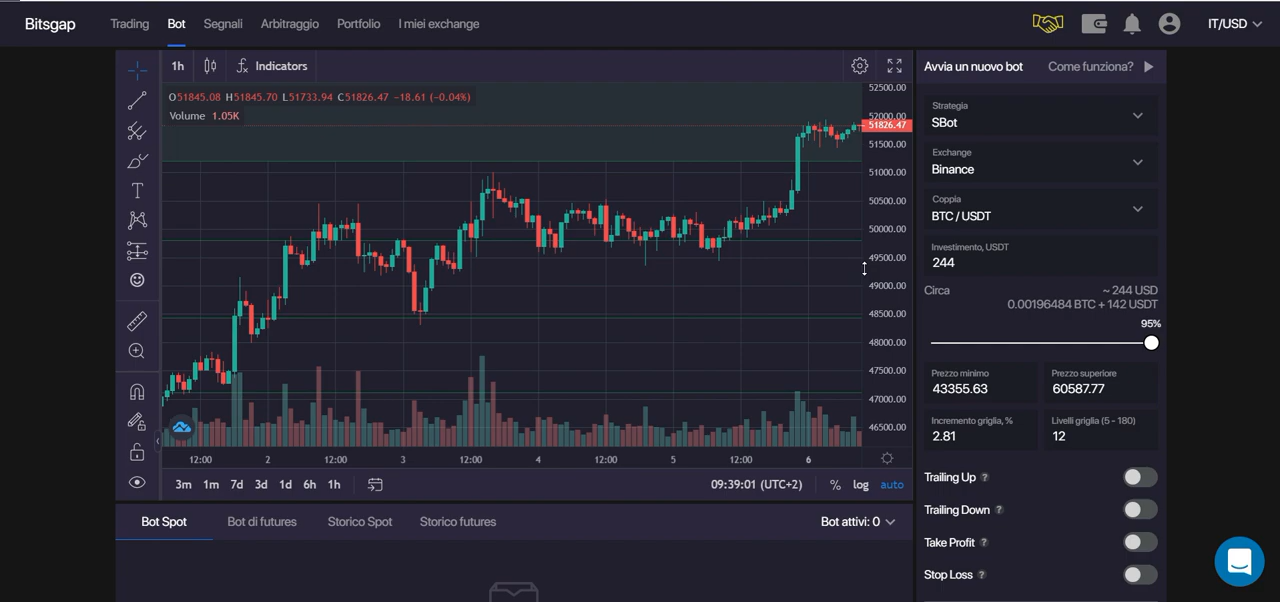 Bitsgap Trading Bot Segnali Arbitraggio Portfolio I miei exchange IT/USD
1h Indicators
O51845.08 H51845.70 L51733.94 C51826.47 −18.61 (−0.04%)
Volume 1.05K
52500.00
52000.00
51826.47
51500.00
51000.00
50500.00
50000.00
49500.00
49000.00
48500.00
48000.00
47500.00
47000.00
46500.00
12:00 2 12:00 3 12:00 4 12:00 5 12:00 6
3m 1m 7d 3d 1d 6h 1h 09:39:01 (UTC+2) % log auto
Bot Spot Bot di futures Storico Spot Storico futures Bot attivi: 0
Avvia un nuovo bot Come funziona?
Strategia
SBot
Exchange
Binance
Coppia
BTC / USDT
Investimento, USDT
244
Circa ~ 244 USD
0.00196484 BTC + 142 USDT
95%
Prezzo minimo Prezzo superiore
43355.63 60587.77
Incremento griglia, % Livelli griglia (5 - 180)
2.81 12
Trailing Up ?
Trailing Down ?
Take Profit ?
Stop Loss ?